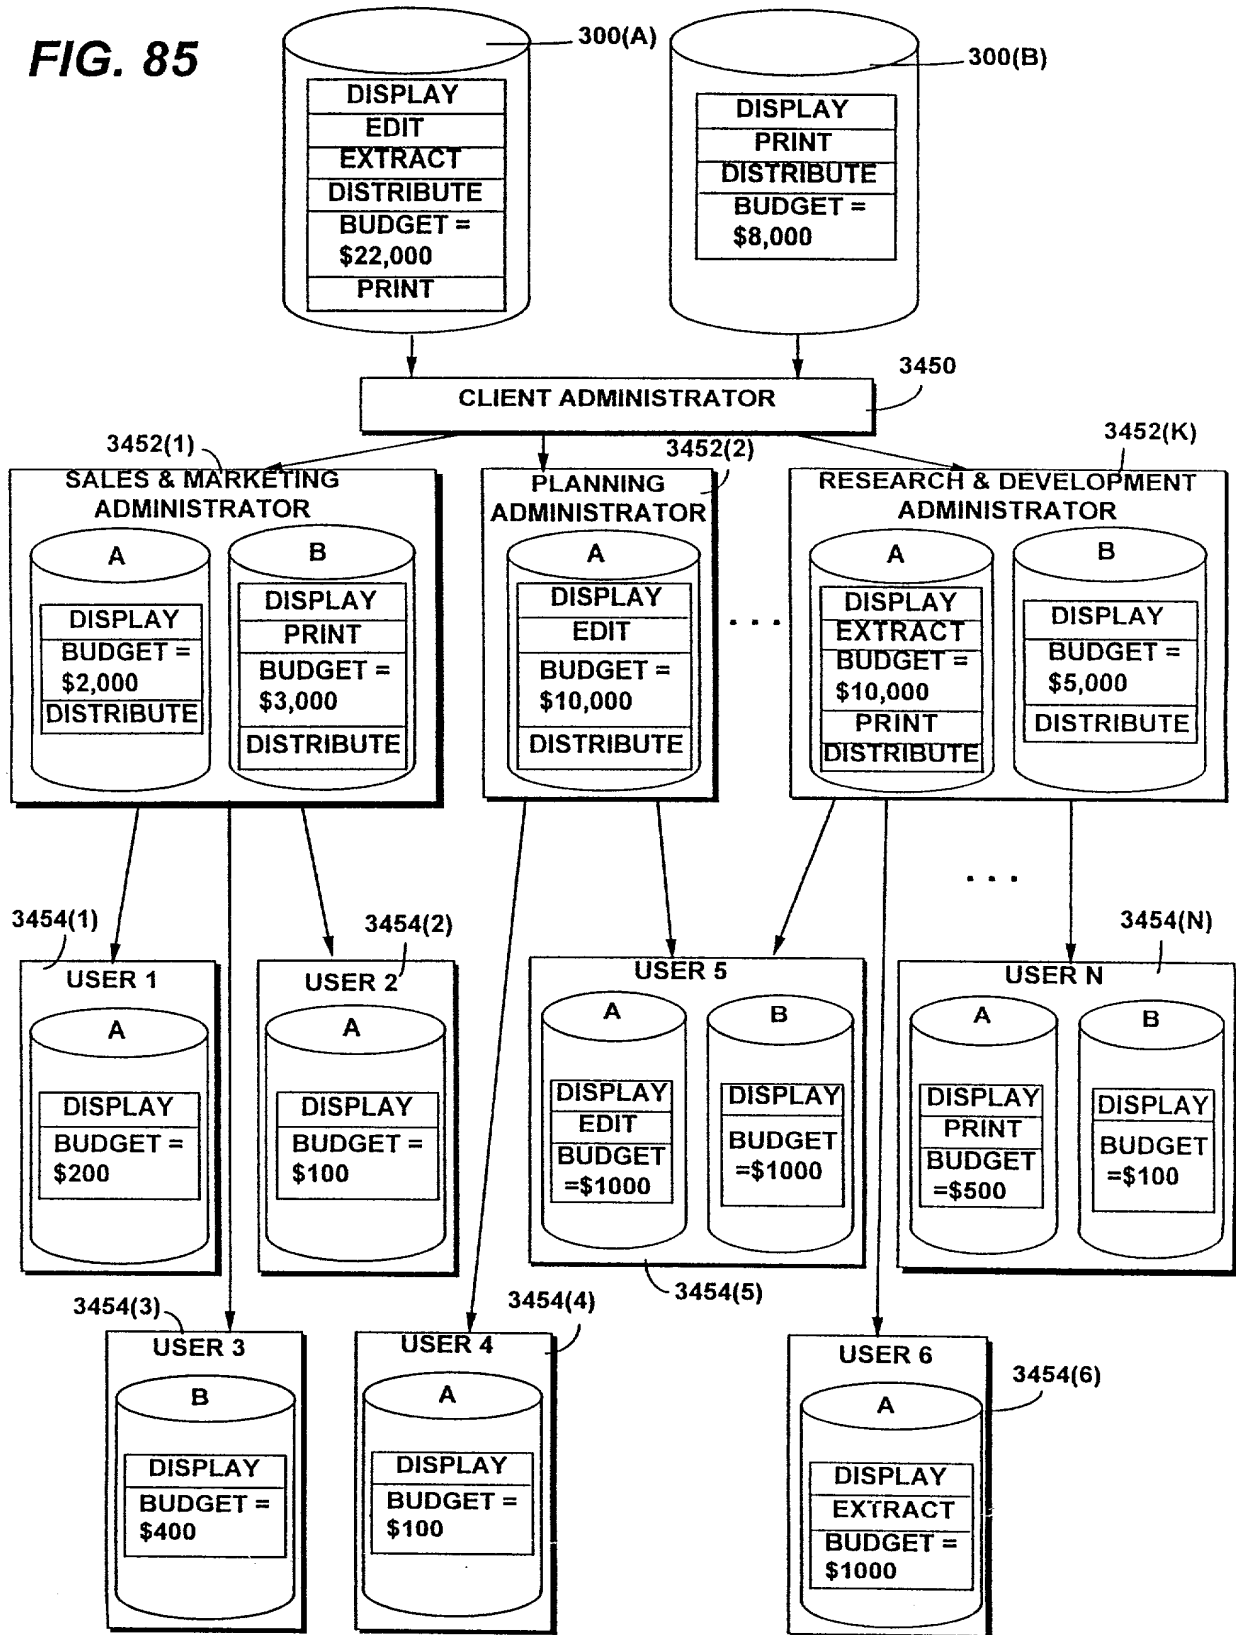 FIG. 85
300(A)
DISPLAY
EDIT
EXTRACT
DISTRIBUTE
BUDGET =
$22,000
PRINT
300(B)
DISPLAY
PRINT
DISTRIBUTE
BUDGET =
$8,000
3450
CLIENT ADMINISTRATOR
3452(1)
SALES & MARKETING
ADMINISTRATOR
A
DISPLAY
BUDGET =
$2,000
DISTRIBUTE
B
DISPLAY
PRINT
BUDGET =
$3,000
DISTRIBUTE
3452(2)
PLANNING
ADMINISTRATOR
A
DISPLAY
EDIT
BUDGET =
$10,000
DISTRIBUTE
. . .
3452(K)
RESEARCH & DEVELOPMENT
ADMINISTRATOR
A
DISPLAY
EXTRACT
BUDGET =
$10,000
PRINT
DISTRIBUTE
B
DISPLAY
BUDGET =
$5,000
DISTRIBUTE
. . .
3454(1)
USER 1
A
DISPLAY
BUDGET =
$200
3454(2)
USER 2
A
DISPLAY
BUDGET =
$100
USER 5
A
DISPLAY
EDIT
BUDGET
=$1000
B
DISPLAY
BUDGET
=$1000
3454(5)
3454(N)
USER N
A
DISPLAY
PRINT
BUDGET
=$500
B
DISPLAY
BUDGET
=$100
3454(3)
USER 3
B
DISPLAY
BUDGET =
$400
3454(4)
USER 4
A
DISPLAY
BUDGET =
$100
3454(6)
USER 6
A
DISPLAY
EXTRACT
BUDGET =
$1000